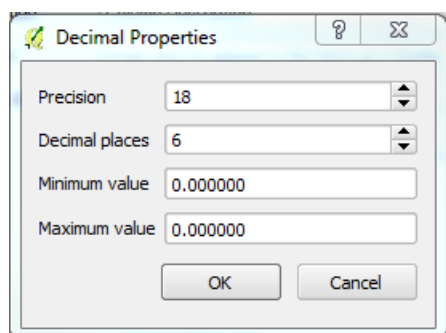 Decimal Properties
Precision 18
Decimal places 6
Minimum value 0.000000
Maximum value 0.000000
OK Cancel